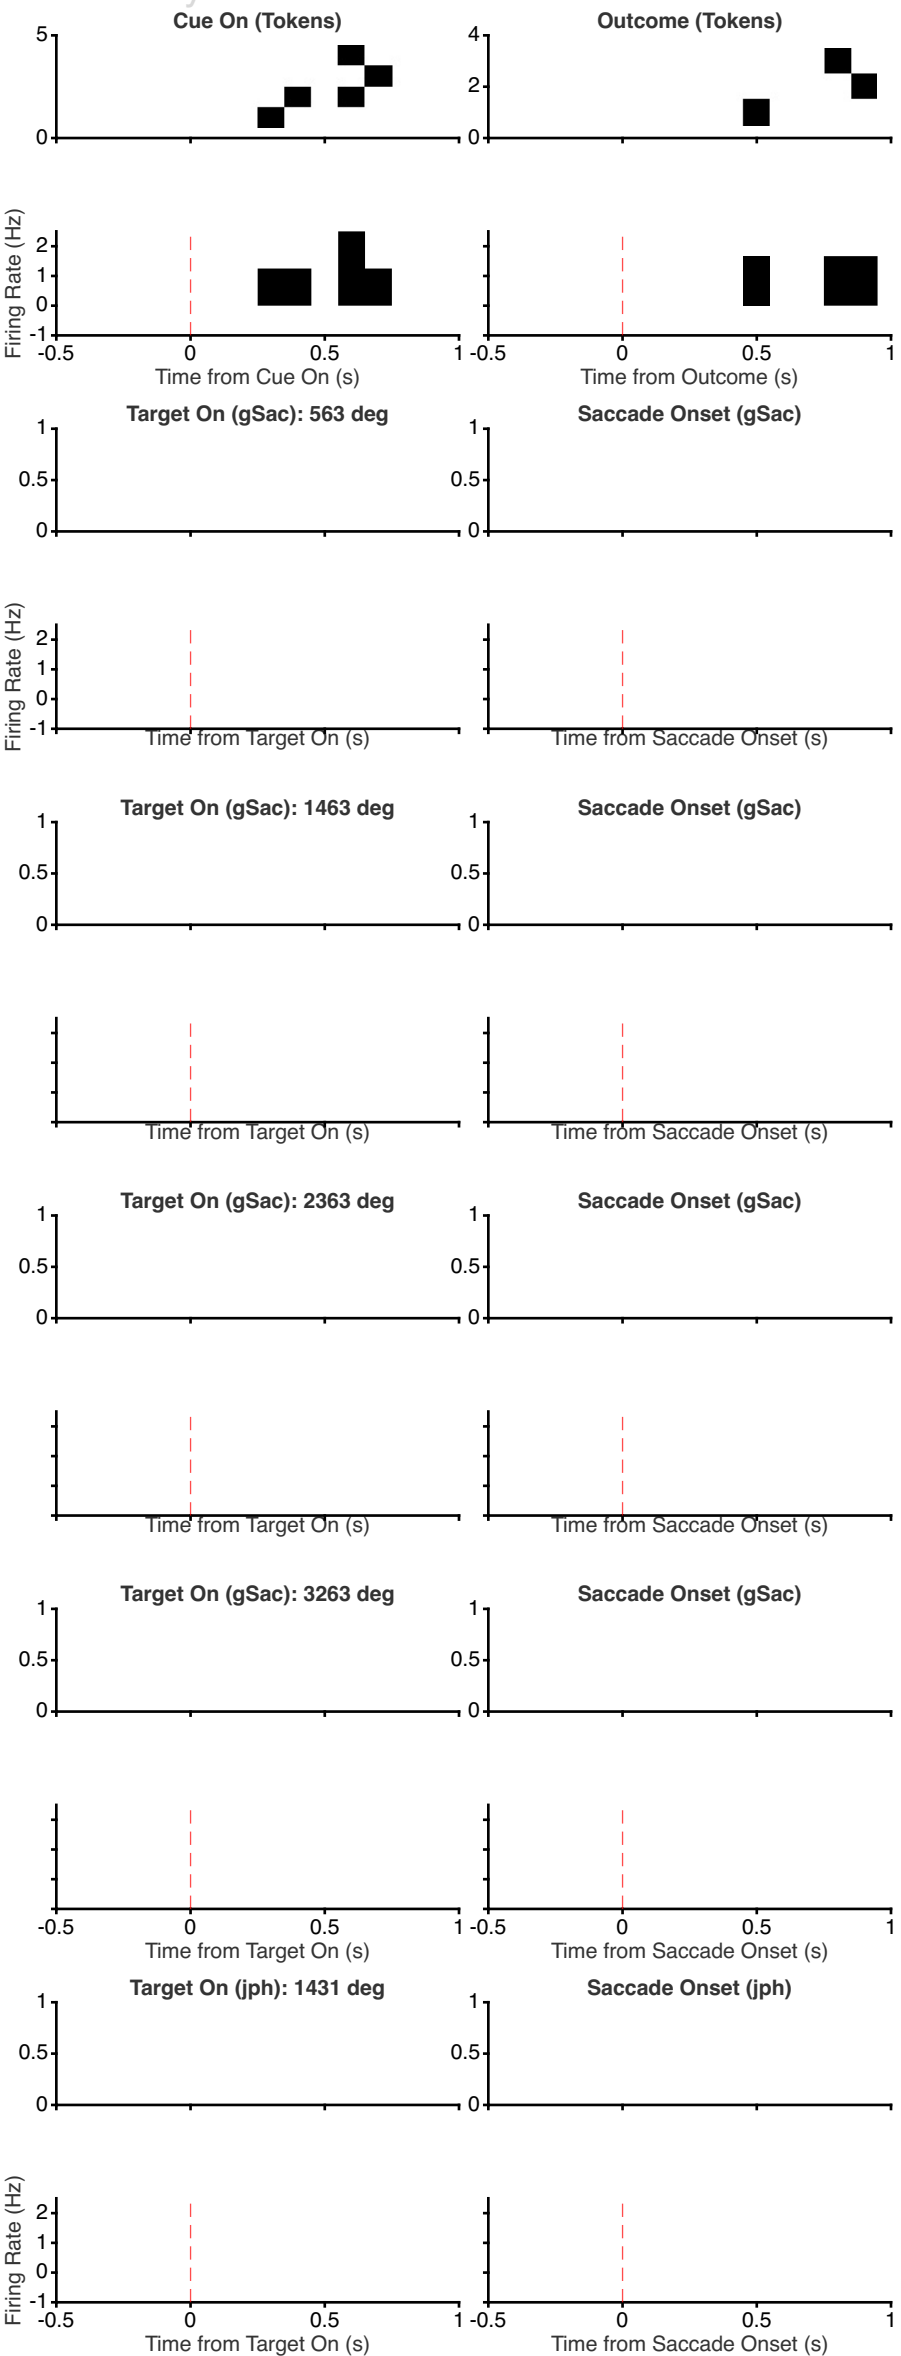 Cue On (Tokens) Outcome (Tokens)
5 4
2
0 0
Firing Rate (Hz)
2
1
0
-1
-0.5 0 0.5 1 -0.5 0 0.5 1
Time from Cue On (s) Time from Outcome (s)
Target On (gSac): 563 deg Saccade Onset (gSac)
1 1
0.5 0.5
0 0
Firing Rate (Hz)
2
1
0
-1
Time from Target On (s) Time from Saccade Onset (s)
Target On (gSac): 1463 deg Saccade Onset (gSac)
1 1
0.5 0.5
0 0
Time from Target On (s) Time from Saccade Onset (s)
Target On (gSac): 2363 deg Saccade Onset (gSac)
1 1
0.5 0.5
0 0
Time from Target On (s) Time from Saccade Onset (s)
Target On (gSac): 3263 deg Saccade Onset (gSac)
1 1
0.5 0.5
0 0
-0.5 0 0.5 1 -0.5 0 0.5 1
Time from Target On (s) Time from Saccade Onset (s)
Target On (jph): 1431 deg Saccade Onset (jph)
1 1
0.5 0.5
0 0
Firing Rate (Hz)
2
1
0
-1
-0.5 0 0.5 1 -0.5 0 0.5 1
Time from Target On (s) Time from Saccade Onset (s)